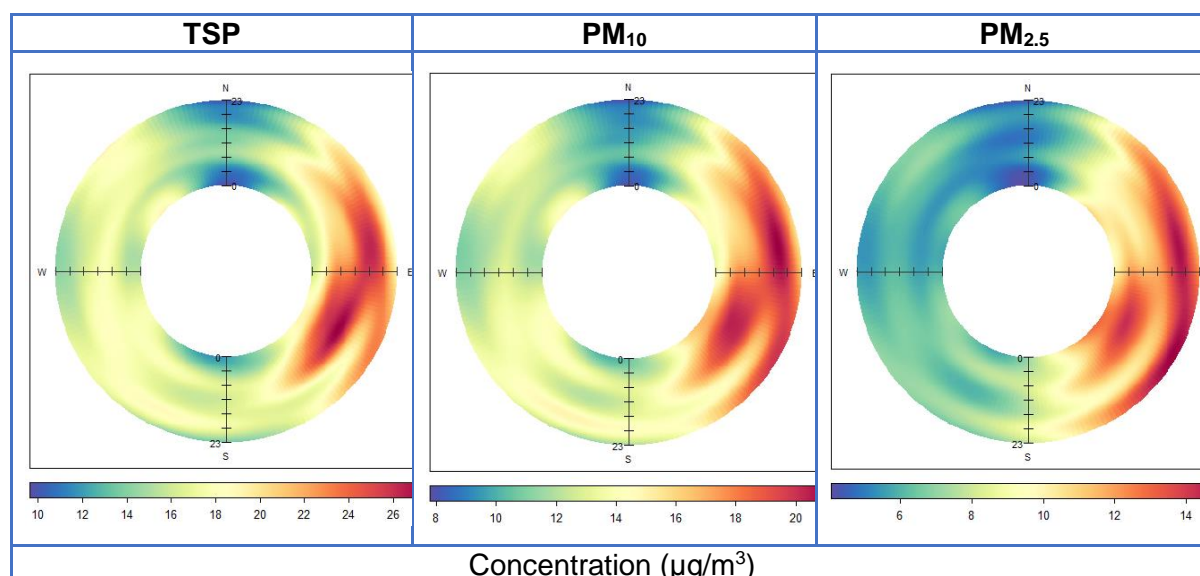 TSP PM₁₀ PM₂.₅
N N N
23 23 23
0 0 0
W E W E W
0 0 0
23 23 23
S S S
10 12 14 16 18 20 22 24 26 8 10 12 14 16 18 20 6 8 10 12 14
Concentration (µg/m³)